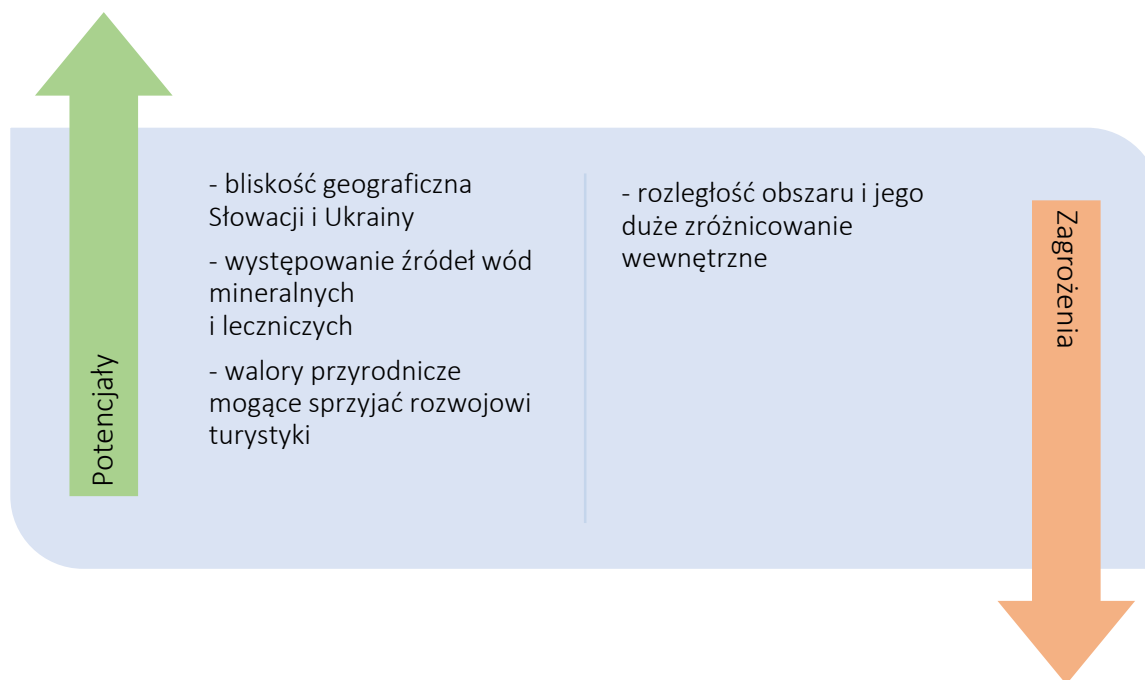 Potencjały
- bliskość geograficzna
Słowacji i Ukrainy
- występowanie źródeł wód
mineralnych
i leczniczych
- walory przyrodnicze
mogące sprzyjać rozwojowi
turystyki
- rozległość obszaru i jego
duże zróżnicowanie
wewnętrzne
Zagrożenia